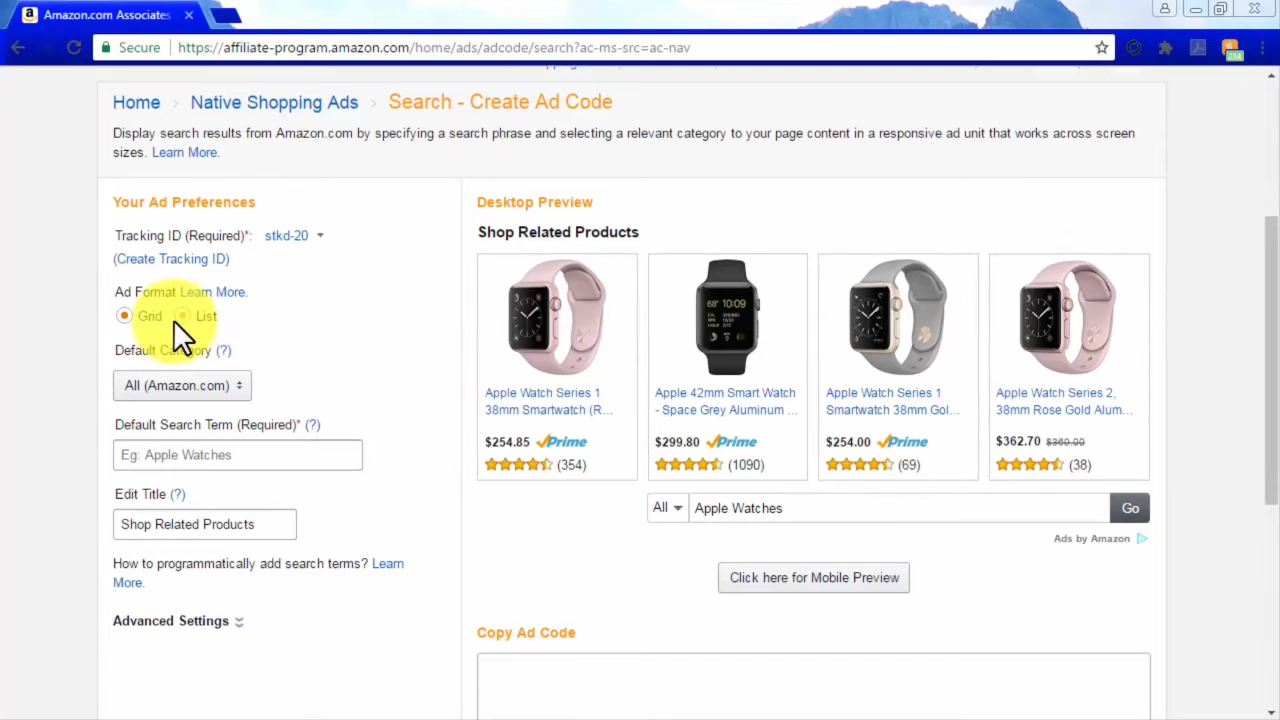 Amazon.com Associates
Secure https://affiliate-program.amazon.com/home/ads/adcode/search?ac-ms-src=ac-nav
234
Home > Native Shopping Ads > Search - Create Ad Code
Display search results from Amazon.com by specifying a search phrase and selecting a relevant category to your page content in a responsive ad unit that works across screen
sizes. Learn More.
Your Ad Preferences
Tracking ID (Required)*: stkd-20
(Create Tracking ID)
Ad Format Learn More.
Grid List
Default Category (?)
All (Amazon.com)
Default Search Term (Required)* (?)
Eg: Apple Watches
Edit Title (?)
Shop Related Products
How to programmatically add search terms? Learn
More.
Advanced Settings
Desktop Preview
Shop Related Products
Apple Watch Series 1
38mm Smartwatch (R...
$254.85 Prime
(354)
Apple 42mm Smart Watch
- Space Grey Aluminum ...
$299.80 Prime
(1090)
Apple Watch Series 1
Smartwatch 38mm Gol...
$254.00 Prime
(69)
Apple Watch Series 2,
38mm Rose Gold Alum...
$362.70 $369.00
(38)
All Apple Watches Go
Ads by Amazon
Click here for Mobile Preview
Copy Ad Code